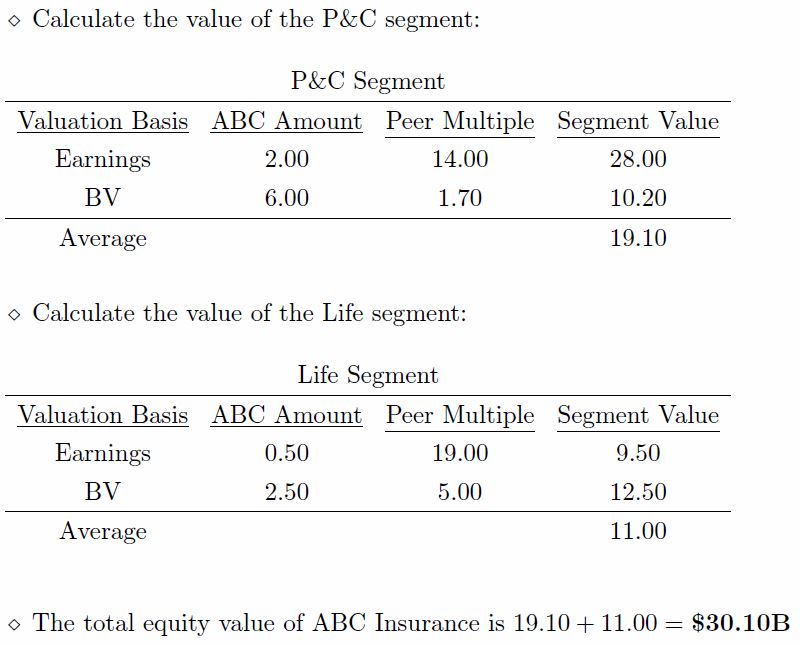 ⋄ Calculate the value of the P&C segment:
P&C Segment
Valuation Basis ABC Amount Peer Multiple Segment Value
Earnings 2.00 14.00 28.00
BV 6.00 1.70 10.20
Average 19.10
⋄ Calculate the value of the Life segment:
Life Segment
Valuation Basis ABC Amount Peer Multiple Segment Value
Earnings 0.50 19.00 9.50
BV 2.50 5.00 12.50
Average 11.00
⋄ The total equity value of ABC Insurance is 19.10 + 11.00 = $30.10B